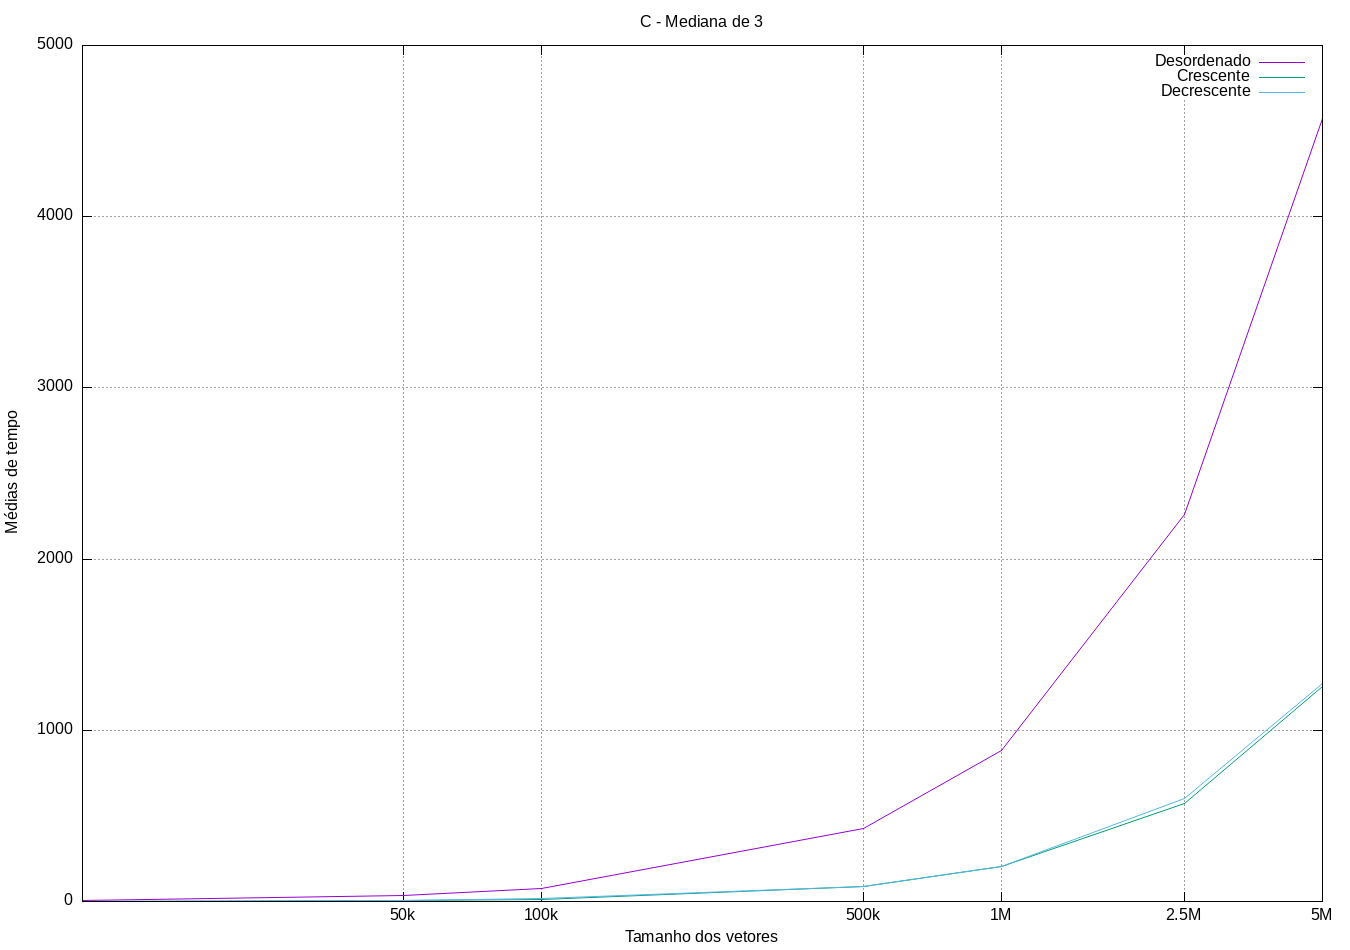 C - Mediana de 3
5000
4000
3000
2000
1000
0
Médias de tempo
Desordenado
Crescente
Decrescente
50k 100k 500k 1M 2.5M 5M
Tamanho dos vetores